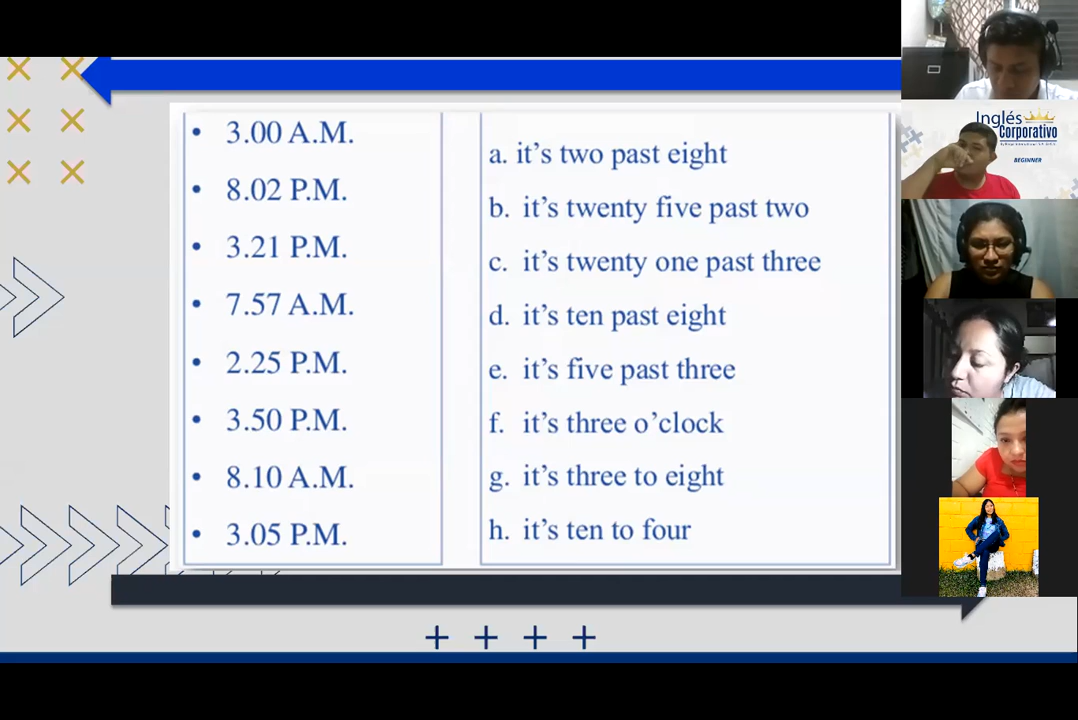 • 3.00 A.M.
• 8.02 P.M.
• 3.21 P.M.
• 7.57 A.M.
• 2.25 P.M.
• 3.50 P.M.
• 8.10 A.M.
• 3.05 P.M.
a. it's two past eight
b. it's twenty five past two
c. it's twenty one past three
d. it's ten past eight
e. it's five past three
f. it's three o'clock
g. it's three to eight
h. it's ten to four
Inglés
Corporativo
BEGINNER